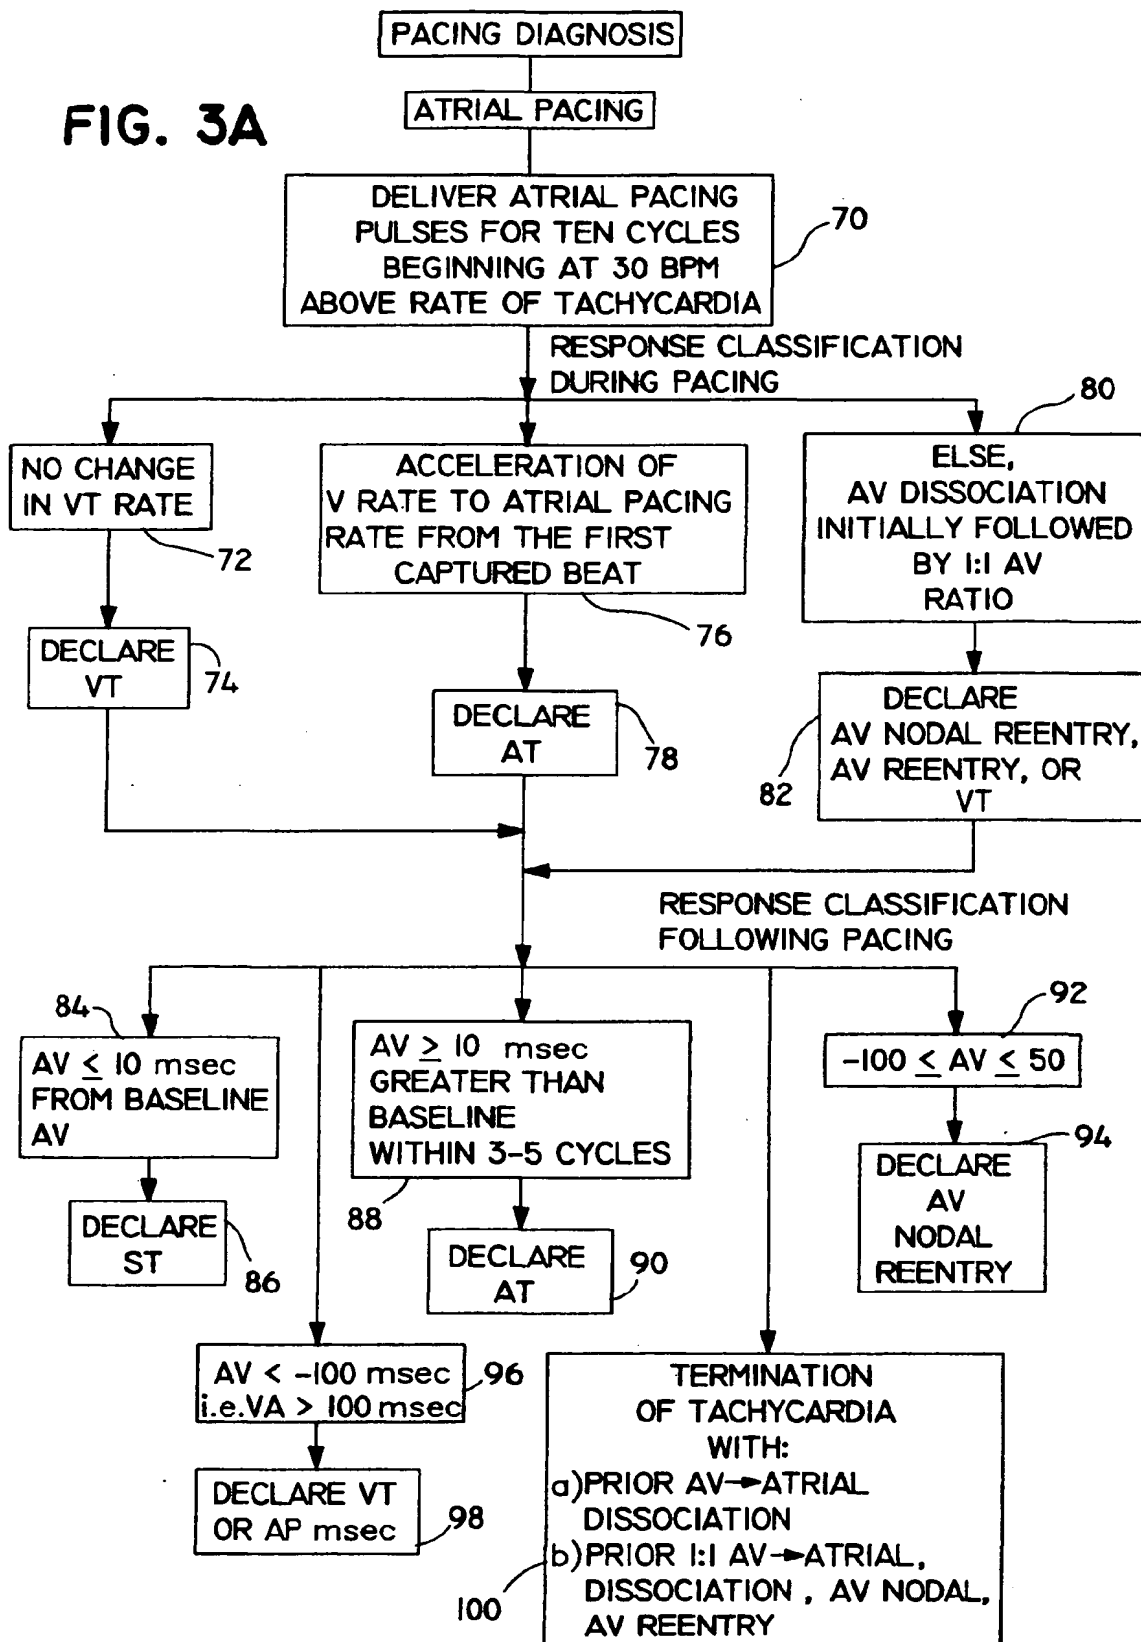 PACING DIAGNOSIS
FIG. 3A
ATRIAL PACING
DELIVER ATRIAL PACING
PULSES FOR TEN CYCLES
BEGINNING AT 30 BPM
ABOVE RATE OF TACHYCARDIA
70
RESPONSE CLASSIFICATION
DURING PACING
NO CHANGE
IN VT RATE
72
DECLARE
VT
74
ACCELERATION OF
V RATE TO ATRIAL PACING
RATE FROM THE FIRST
CAPTURED BEAT
76
DECLARE
AT
78
80
ELSE,
AV DISSOCIATION
INITIALLY FOLLOWED
BY 1:1 AV
RATIO
DECLARE
AV NODAL REENTRY,
AV REENTRY, OR
VT
82
RESPONSE CLASSIFICATION
FOLLOWING PACING
84
AV ≤ 10 msec
FROM BASELINE
AV
DECLARE
ST
86
AV ≥ 10 msec
GREATER THAN
BASELINE
WITHIN 3-5 CYCLES
88
DECLARE
AT
90
92
-100 ≤ AV ≤ 50
94
DECLARE
AV
NODAL
REENTRY
AV < -100 msec
i.e.VA > 100 msec
96
DECLARE VT
OR AP msec
98
TERMINATION
OF TACHYCARDIA
WITH:
a)PRIOR AV→ATRIAL
DISSOCIATION
b)PRIOR 1:1 AV→ATRIAL,
DISSOCIATION , AV NODAL,
AV REENTRY
100